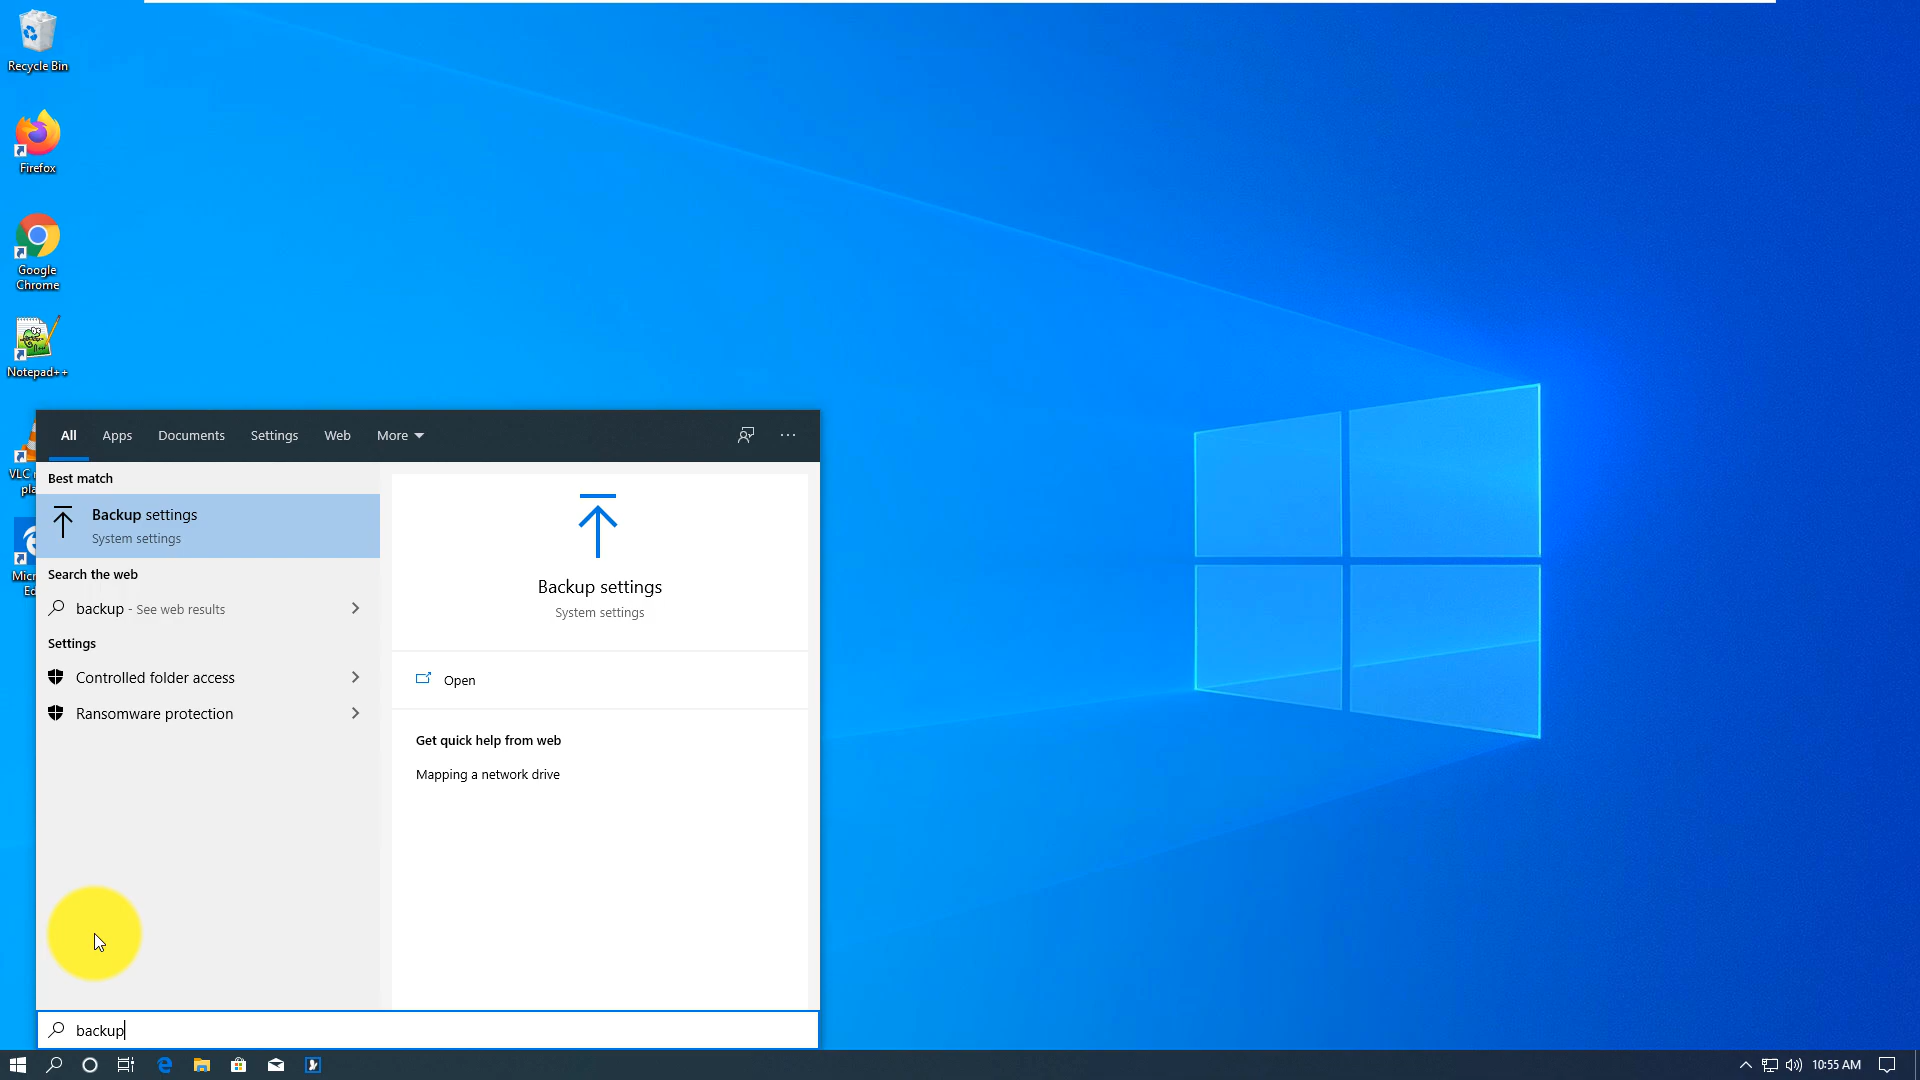 Recycle Bin
Firefox
Google
Chrome
Notepad++
VLC
Ed
All Apps Documents Settings Web More
Best match
Backup settings
System settings
Search the web
backup - See web results
Settings
Controlled folder access
Ransomware protection
Backup settings
System settings
Open
Get quick help from web
Mapping a network drive
backup
10:55 AM